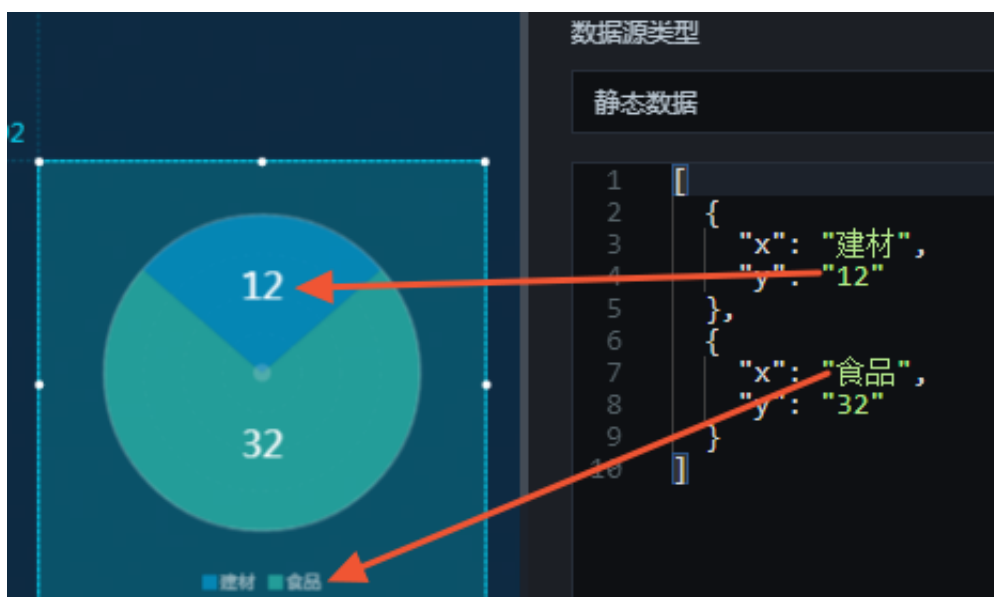 数据源类型
静态数据
02
12
32
建材 食品
1 [
2 {
3 "x": "建材",
4 "y": "12"
5 },
6 {
7 "x": "食品",
8 "y": "32"
9 }
10 ]